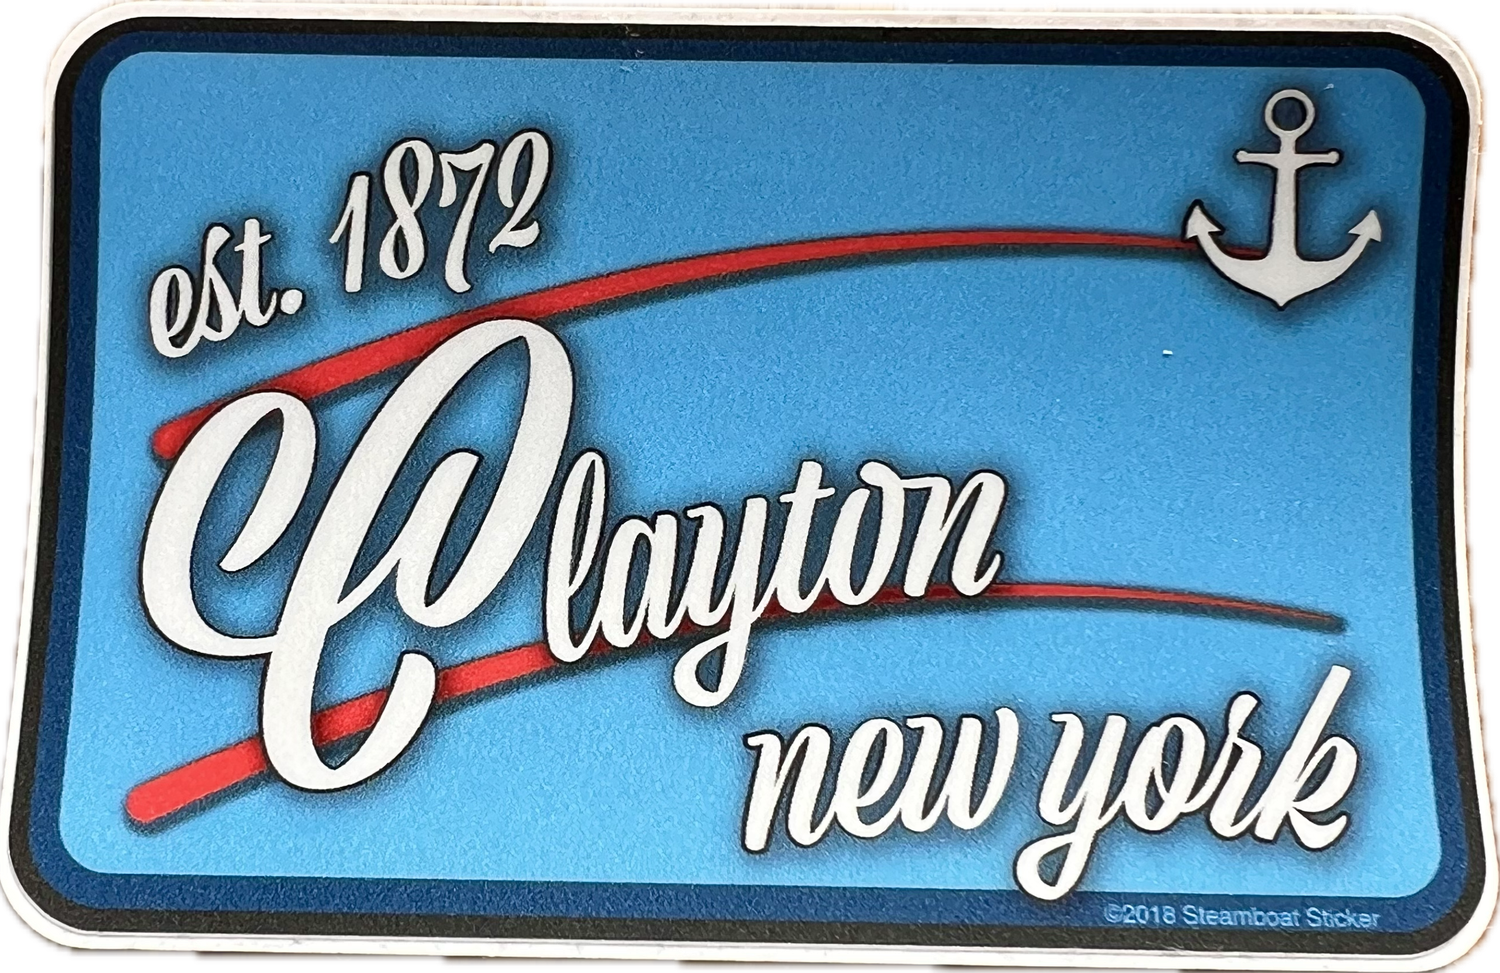 est. 1872
Clayton
new york
©2018 Steamboat Sticker